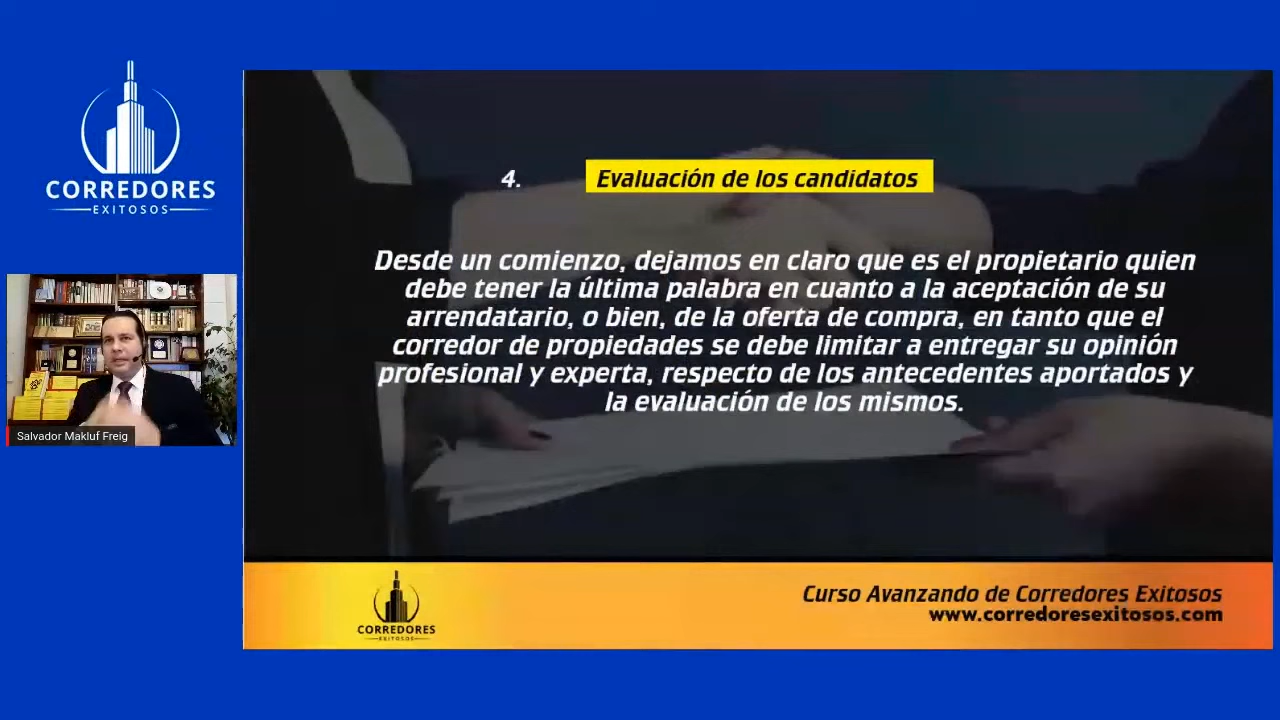 CORREDORES
EXITOSOS
Salvador Makluf Freig
4. Evaluación de los candidatos
Desde un comienzo, dejamos en claro que es el propietario quien
debe tener la última palabra en cuanto a la aceptación de su
arrendatario, o bien, de la oferta de compra, en tanto que el
corredor de propiedades se debe limitar a entregar su opinión
profesional y experta, respecto de los antecedentes aportados y
la evaluación de los mismos.
CORREDORES
EXITOSOS
Curso Avanzando de Corredores Exitosos
www.corredoresexitosos.com